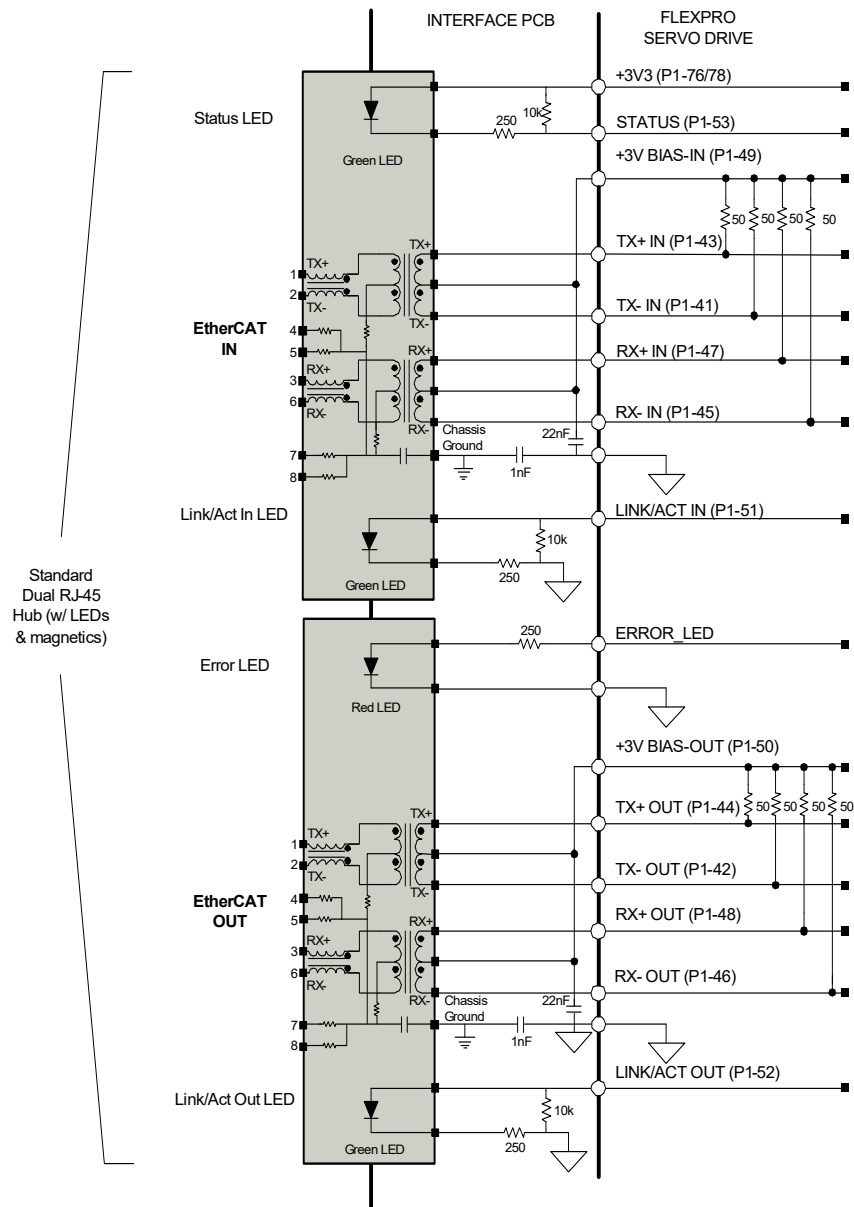 INTERFACE PCB
FLEXPRO
SERVO DRIVE
+3V3 (P1-76/78)
Status LED
10k
250
STATUS (P1-53)
Green LED
+3V BIAS-IN (P1-49)
50
50
50
50
TX+
TX+ IN (P1-43)
1
TX+
2
TX-
TX-
TX- IN (P1-41)
EtherCAT
IN
4
5
RX+
RX+ IN (P1-47)
3
RX+
6
RX-
RX-
RX- IN (P1-45)
Chassis
Ground
22nF
1nF
7
8
Link/Act In LED
LINK/ACT IN (P1-51)
10k
250
Green LED
Standard
Dual RJ-45
Hub (w/ LEDs
& magnetics)
250
ERROR_LED
Error LED
Red LED
+3V BIAS-OUT (P1-50)
50
50
50
50
TX+
TX+ OUT (P1-44)
1
TX+
2
TX-
TX-
TX- OUT (P1-42)
EtherCAT
OUT
4
5
RX+
RX+ OUT (P1-48)
3
RX+
6
RX-
RX-
RX- OUT (P1-46)
Chassis
Ground
22nF
1nF
7
8
LINK/ACT OUT (P1-52)
Link/Act Out LED
10k
250
Green LED